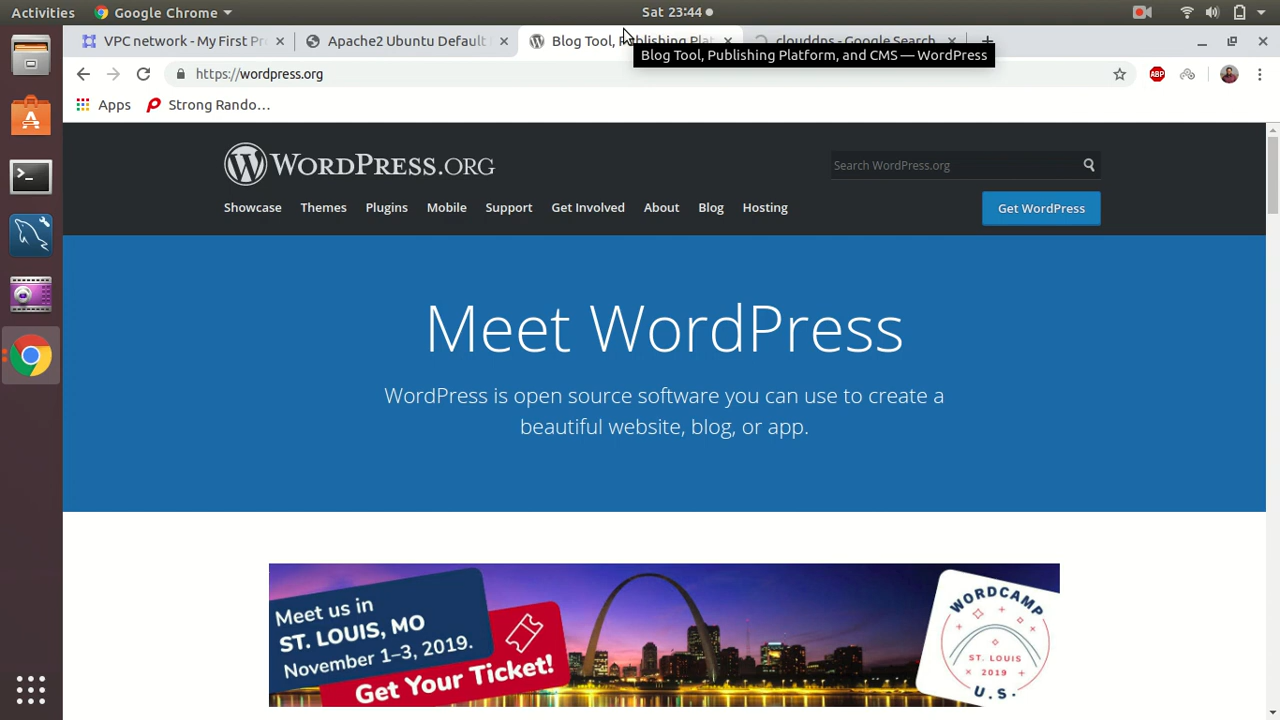 Activities
Google Chrome
Sat 23:44
VPC network - My First Pr
Apache2 Ubuntu Default
Blog Tool, Publishing Plat
clouddns - Google Search
Blog Tool, Publishing Platform, and CMS — WordPress
https://wordpress.org
ABP
Apps
Strong Rando…
WORDPRESS.ORG
Search WordPress.org
Showcase
Themes
Plugins
Mobile
Support
Get Involved
About
Blog
Hosting
Get WordPress
Meet WordPress
WordPress is open source software you can use to create a
beautiful website, blog, or app.
Meet us in
ST. LOUIS, MO
November 1–3, 2019.
Get Your Ticket!
WORDCAMP
ST. LOUIS
2019
U.S.